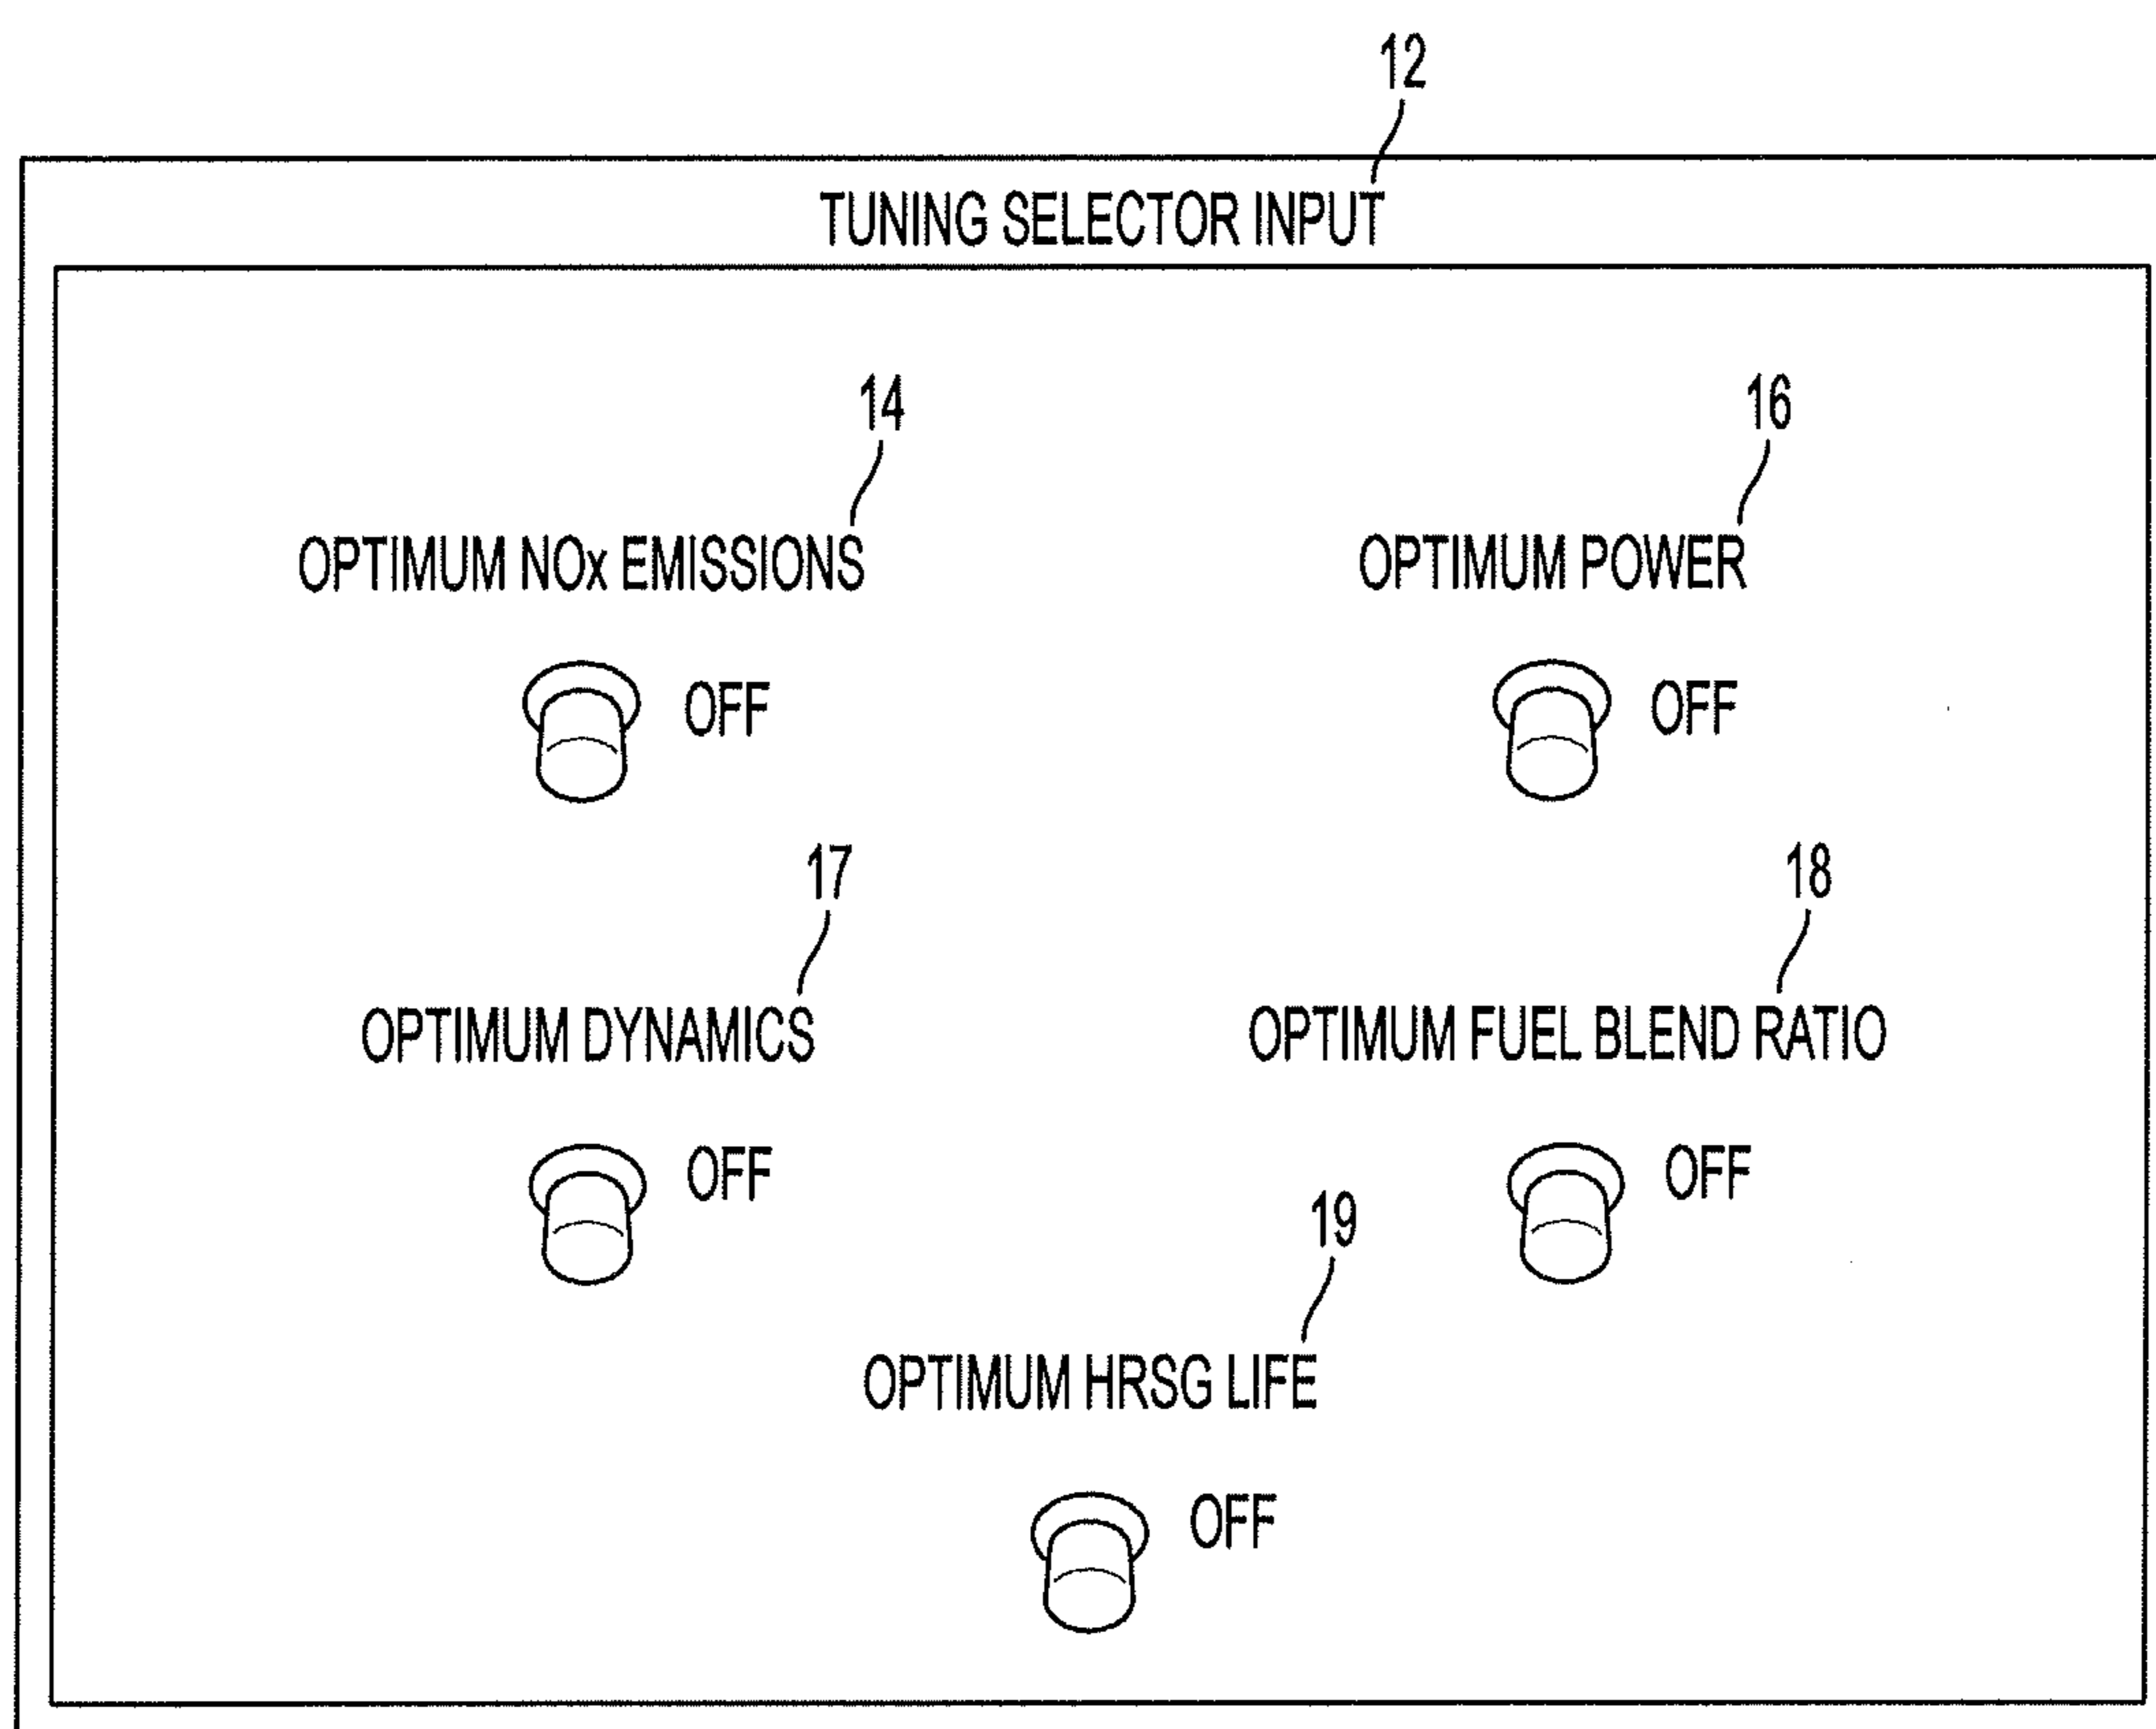 12
TUNING SELECTOR INPUT
14
16
OPTIMUM NOx EMISSIONS
OPTIMUM POWER
OFF
OFF
17
18
OPTIMUM DYNAMICS
OPTIMUM FUEL BLEND RATIO
OFF
OFF
19
OPTIMUM HRSG LIFE
OFF